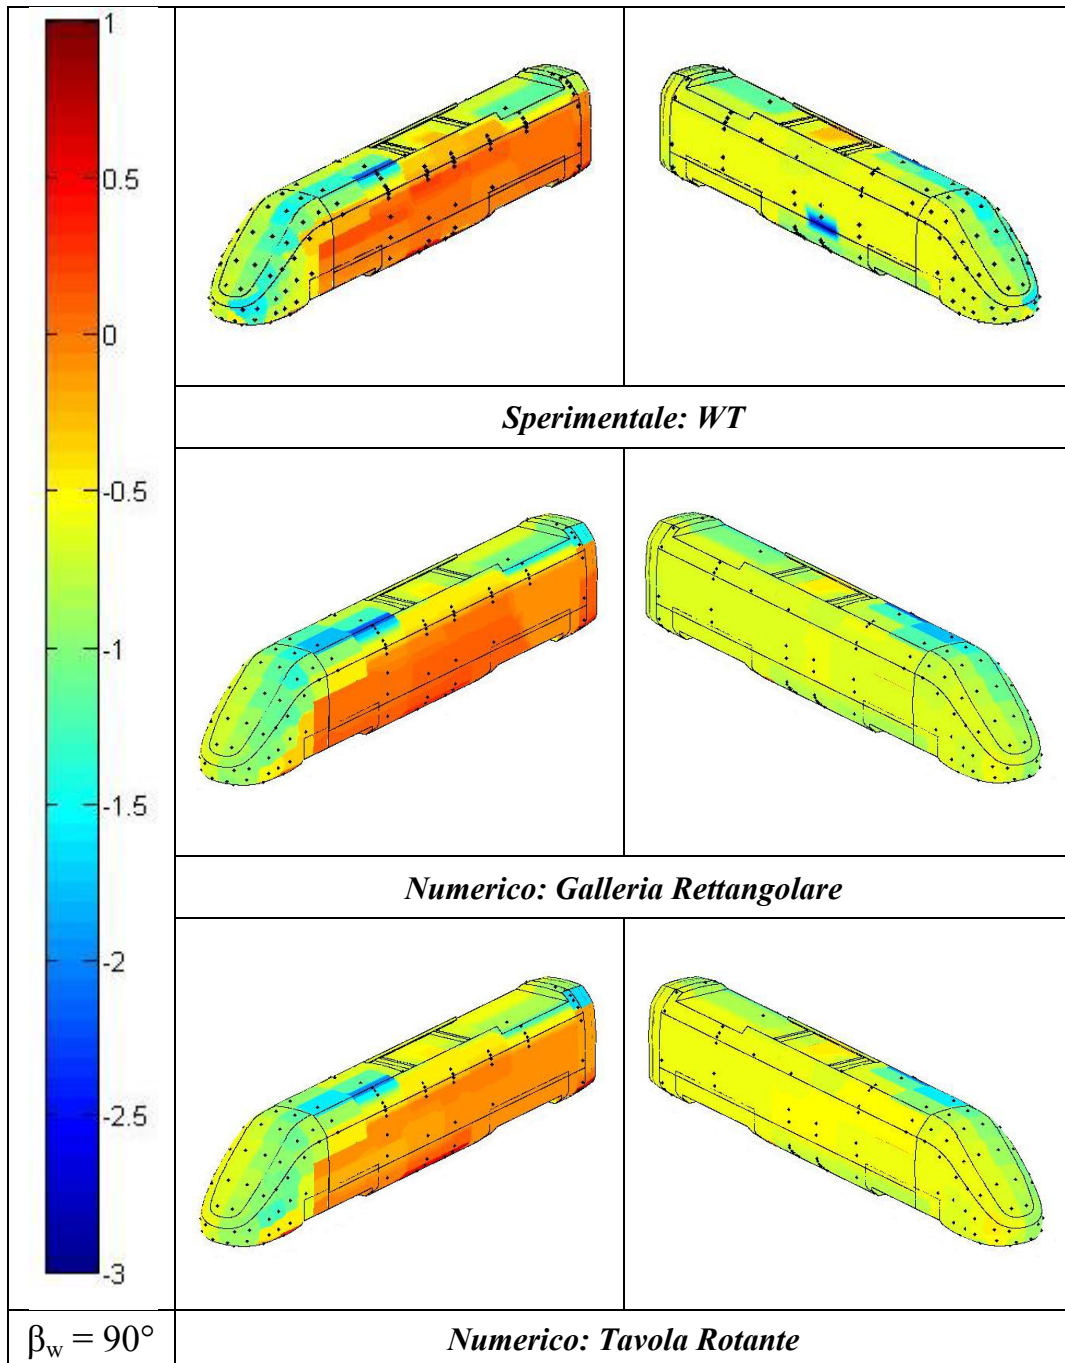 1
0.5
0
-0.5
-1
-1.5
-2
-2.5
-3
Sperimentale: WT
Numerico: Galleria Rettangolare
βw = 90°
Numerico: Tavola Rotante